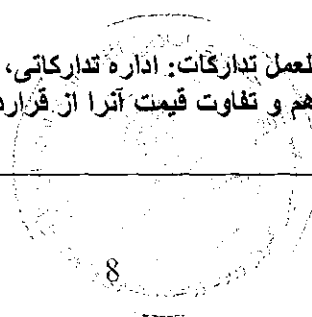 لعمل تدارکات: اداره تدارکاتی،
هم و تفاوت قیمت آنرا از قرارد
8